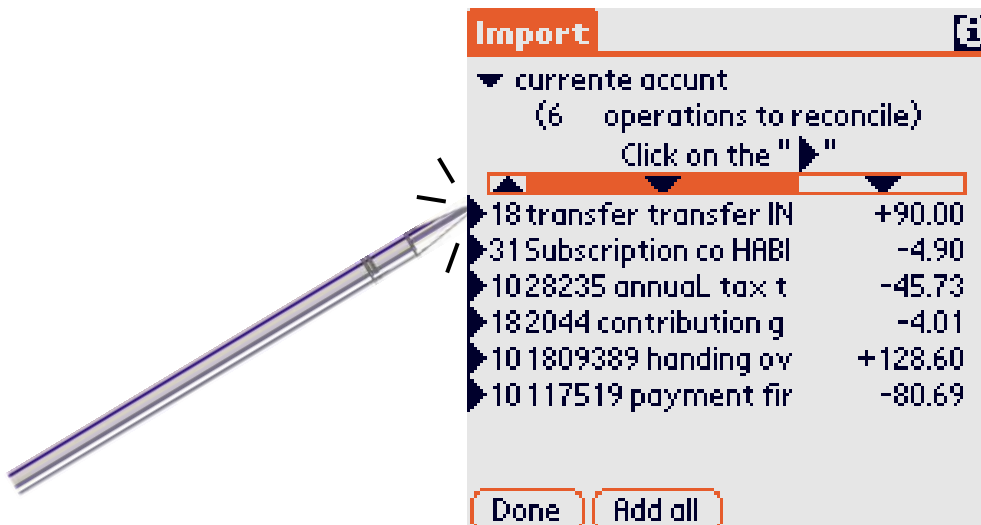 Import [i
currente accunt
(6 operations to reconcile)
Click on the " "
18 transfer transfer IN +90.00
31 Subscription co HABI -4.90
10 28235 annuaL tax t -45.73
18 2044 contribution g -4.01
10 1809389 handing ov +128.60
10 117519 payment fir -80.69
Done Add all